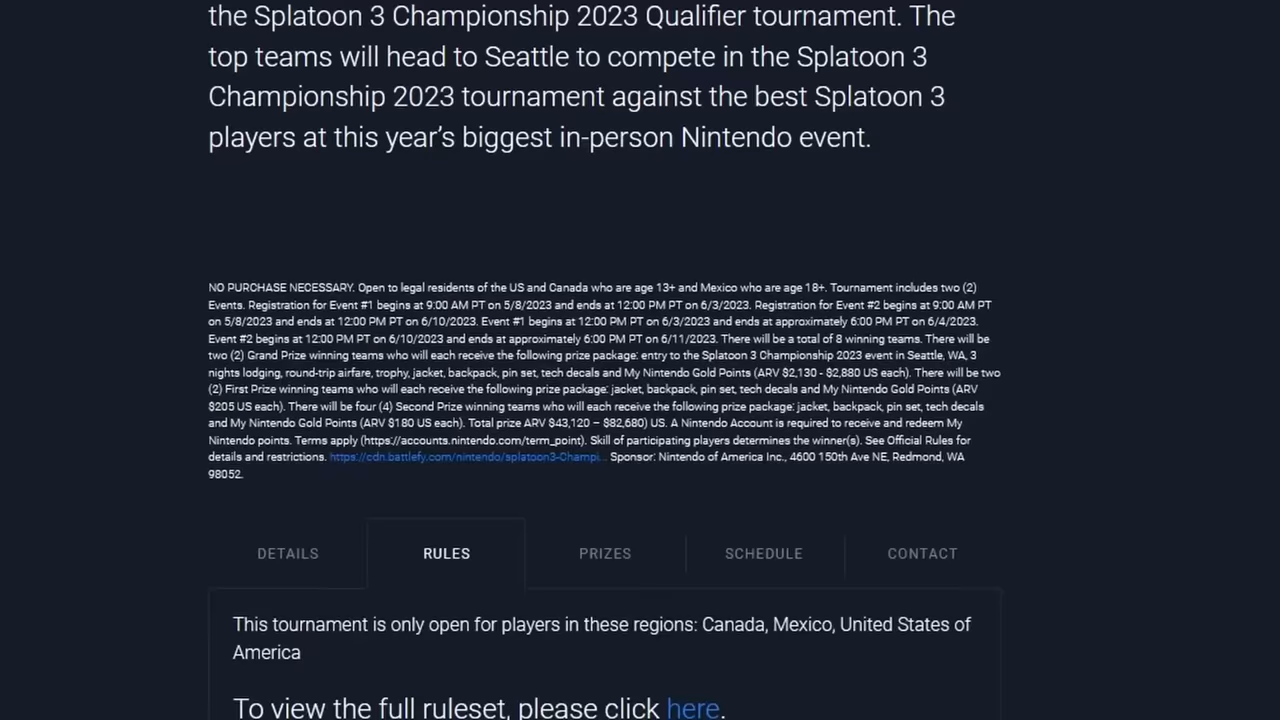 the Splatoon 3 Championship 2023 Qualifier tournament. The
top teams will head to Seattle to compete in the Splatoon 3
Championship 2023 tournament against the best Splatoon 3
players at this year’s biggest in-person Nintendo event.
NO PURCHASE NECESSARY. Open to legal residents of the US and Canada who are age 13+ and Mexico who are age 18+. Tournament includes two (2)
Events. Registration for Event #1 begins at 9:00 AM PT on 5/8/2023 and ends at 12:00 PM PT on 6/3/2023. Registration for Event #2 begins at 9:00 AM PT
on 5/8/2023 and ends at 12:00 PM PT on 6/10/2023. Event #1 begins at 12:00 PM PT on 6/3/2023 and ends at approximately 6:00 PM PT on 6/4/2023.
Event #2 begins at 12:00 PM PT on 6/10/2023 and ends at approximately 6:00 PM PT on 6/11/2023. There will be a total of 8 winning teams. There will be
two (2) Grand Prize winning teams who will each receive the following prize package: entry to the Splatoon 3 Championship 2023 event in Seattle, WA, 3
nights lodging, round-trip airfare, trophy, jacket, backpack, pin set, tech decals and My Nintendo Gold Points (ARV $2,130 - $2,880 US each). There will be two
(2) First Prize winning teams who will each receive the following prize package: jacket, backpack, pin set, tech decals and My Nintendo Gold Points (ARV
$205 US each). There will be four (4) Second Prize winning teams who will each receive the following prize package: jacket, backpack, pin set, tech decals
and My Nintendo Gold Points (ARV $180 US each). Total prize ARV $43,120 – $82,680) US. A Nintendo Account is required to receive and redeem My
Nintendo points. Terms apply (https://accounts.nintendo.com/term_point). Skill of participating players determines the winner(s). See Official Rules for
details and restrictions. https://cdn.battlefy.com/nintendo/splatoon3-Champi... Sponsor: Nintendo of America Inc., 4600 150th Ave NE, Redmond, WA
98052.
DETAILS RULES PRIZES SCHEDULE CONTACT
This tournament is only open for players in these regions: Canada, Mexico, United States of
America
To view the full ruleset, please click here.